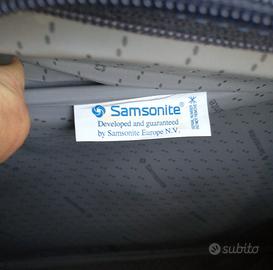 Samsonite®
Developed and guaranteed
by Samsonite Europe N.V.
subito